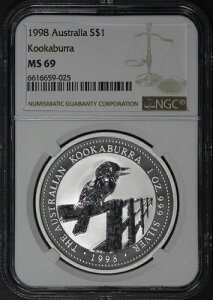 1998 Australia S$1
Kookaburra
MS 69
6616659-025
NUMISMATIC GUARANTY CORPORATION
NGC
THE AUSTRALIAN KOOKABURRA 1 OZ. 999 SILVER
1998